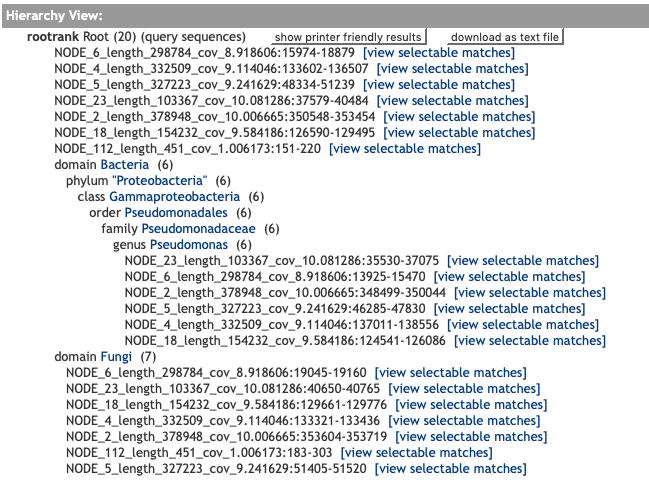 Hierarchy View:
rootrank Root (20) (query sequences) show printer friendly results download as text file
NODE_6_length_298784_cov_8.918606:15974-18879 [view selectable matches]
NODE_4_length_332509_cov_9.114046:133602-136507 [view selectable matches]
NODE_5_length_327223_cov_9.241629:48334-51239 [view selectable matches]
NODE_23_length_103367_cov_10.081286:37579-40484 [view selectable matches]
NODE_2_length_378948_cov_10.006665:350548-353454 [view selectable matches]
NODE_18_length_154232_cov_9.584186:126590-129495 [view selectable matches]
NODE_112_length_451_cov_1.006173:151-220 [view selectable matches]
domain Bacteria (6)
phylum "Proteobacteria" (6)
class Gammaproteobacteria (6)
order Pseudomonadales (6)
family Pseudomonadaceae (6)
genus Pseudomonas (6)
NODE_23_length_103367_cov_10.081286:35530-37075 [view selectable matches]
NODE_6_length_298784_cov_8.918606:13925-15470 [view selectable matches]
NODE_2_length_378948_cov_10.006665:348499-350044 [view selectable matches]
NODE_5_length_327223_cov_9.241629:46285-47830 [view selectable matches]
NODE_4_length_332509_cov_9.114046:137011-138556 [view selectable matches]
NODE_18_length_154232_cov_9.584186:124541-126086 [view selectable matches]
domain Fungi (7)
NODE_6_length_298784_cov_8.918606:19045-19160 [view selectable matches]
NODE_23_length_103367_cov_10.081286:40650-40765 [view selectable matches]
NODE_18_length_154232_cov_9.584186:129661-129776 [view selectable matches]
NODE_4_length_332509_cov_9.114046:133321-133436 [view selectable matches]
NODE_2_length_378948_cov_10.006665:353604-353719 [view selectable matches]
NODE_112_length_451_cov_1.006173:183-303 [view selectable matches]
NODE_5_length_327223_cov_9.241629:51405-51520 [view selectable matches]